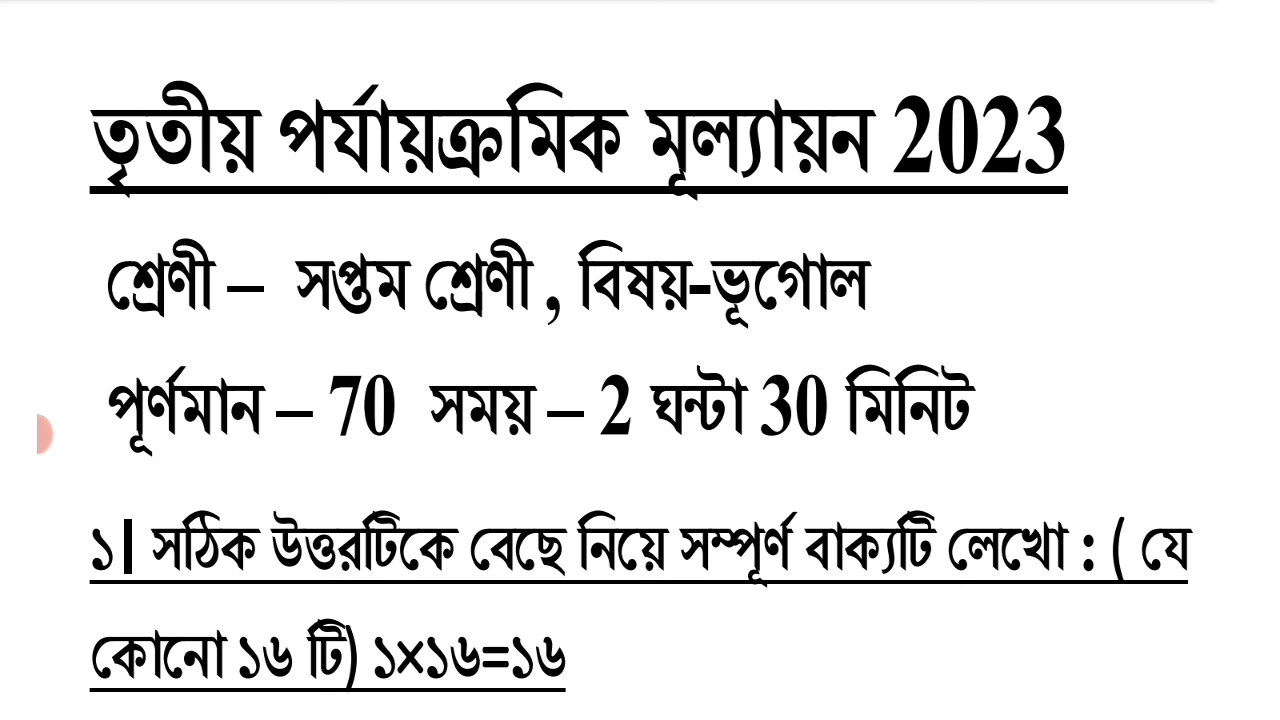 তৃতীয় পর্যায়ক্রমিক মূল্যায়ন 2023
শ্রেণী – সপ্তম শ্রেণী , বিষয়-ভূগোল
পূর্ণমান – 70 সময় – 2 ঘন্টা 30 মিনিট
১| সঠিক উত্তরটিকে বেছে নিয়ে সম্পূর্ণ বাক্যটি লেখো : ( যে
কোনো ১৬ টি) ১×১৬=১৬